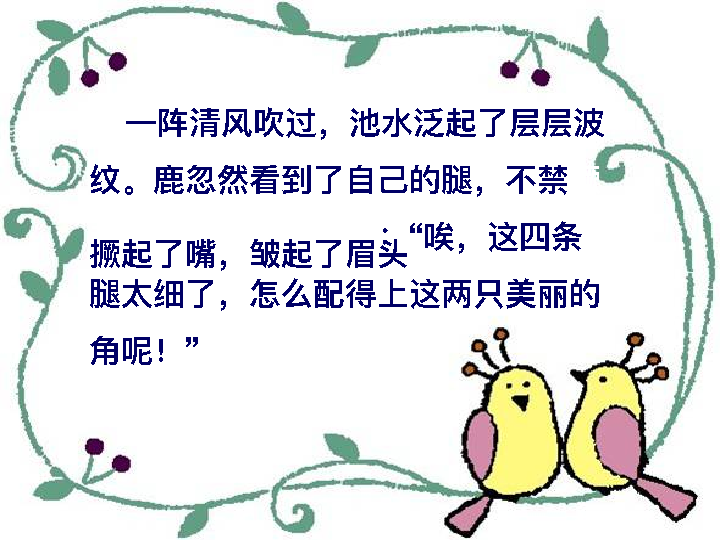 一阵清风吹过，池水泛起了层层波
纹。鹿忽然看到了自己的腿，不禁
撅起了嘴，皱起了眉头：“唉，这四条
腿太细了，怎么配得上这两只美丽的
角呢！”